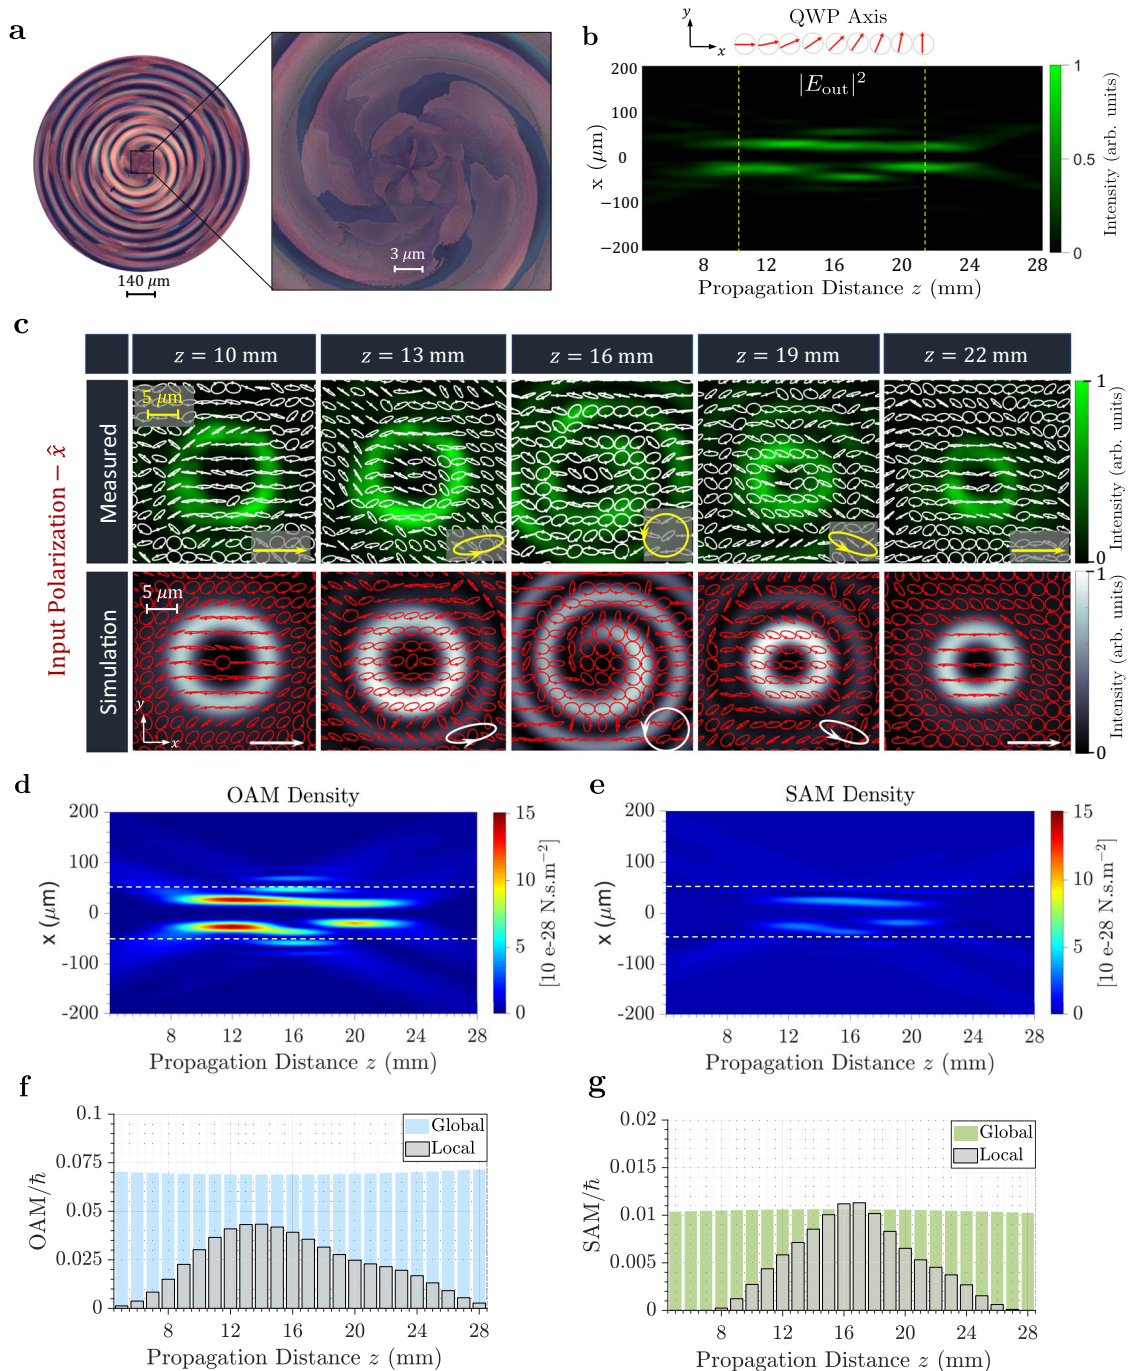 a
140 μm
3 μm
b
y
x
QWP Axis
|E_out|²
200
100
0
−100
−200
x (μm)
8
12
16
20
24
28
Propagation Distance z (mm)
1
0.5
0
Intensity (arb. units)
c
z = 10 mm
z = 13 mm
z = 16 mm
z = 19 mm
z = 22 mm
Input Polarization − x̂
Measured
5 μm
1
0
Intensity (arb. units)
Simulation
5 μm
y
x
1
0
Intensity (arb. units)
d
OAM Density
200
100
0
-100
-200
x (μm)
8
12
16
20
24
28
Propagation Distance z (mm)
15
10
5
0
[10 e-28 N.s.m⁻²]
e
SAM Density
200
100
0
-100
-200
x (μm)
8
12
16
20
24
28
Propagation Distance z (mm)
15
10
5
0
[10 e-28 N.s.m⁻²]
f
0.1
0.075
0.05
0.025
0
OAM/ℏ
Global
Local
8
12
16
20
24
28
Propagation Distance z (mm)
g
0.02
0.015
0.01
0.005
0
SAM/ℏ
Global
Local
8
12
16
20
24
28
Propagation Distance z (mm)